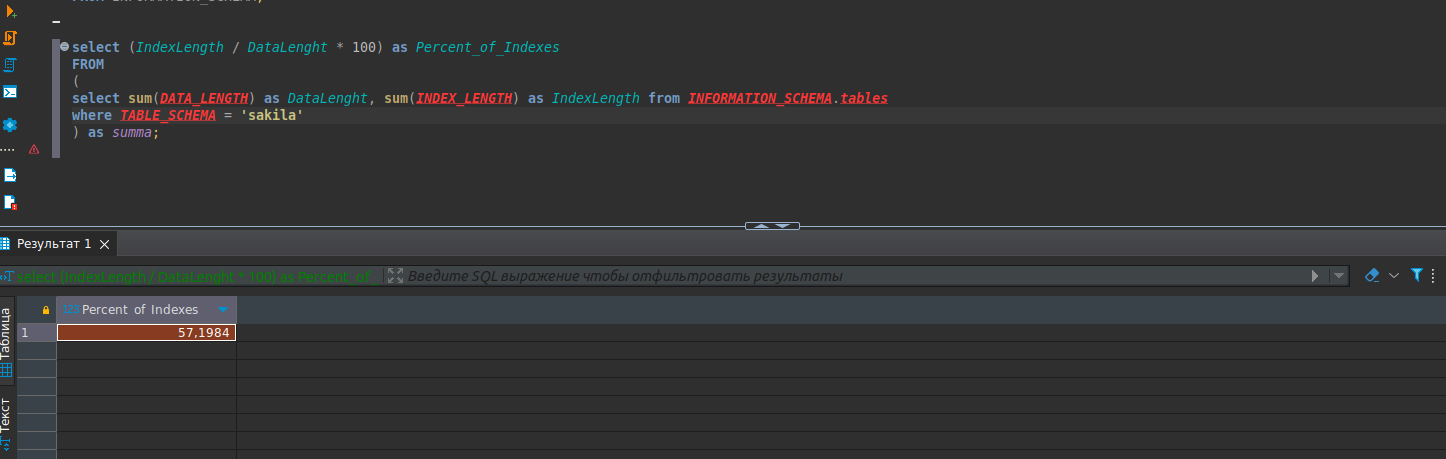 select (IndexLength / DataLenght * 100) as Percent_of_Indexes
FROM
(
select sum(DATA_LENGTH) as DataLenght, sum(INDEX_LENGTH) as IndexLength from INFORMATION_SCHEMA.tables
where TABLE_SCHEMA = 'sakila'
) as summa;
Результат 1
select (IndexLength / DataLenght * 100) as Percent_of_
Введите SQL выражение чтобы отфильтровать результаты
Таблица
123 Percent of Indexes
1 57,1984
Текст